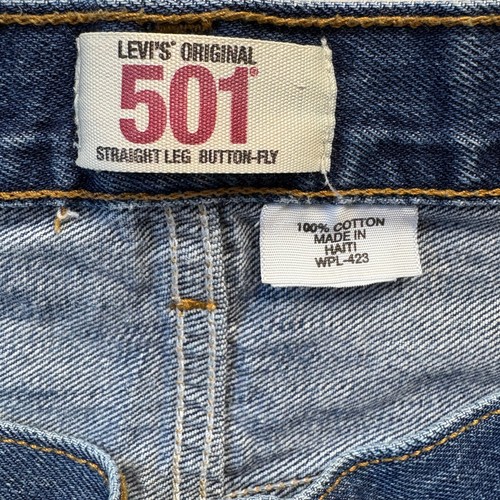 LEVI'S® ORIGINAL
501®
STRAIGHT LEG BUTTON-FLY
100% COTTON
MADE IN
HAITI
WPL-423